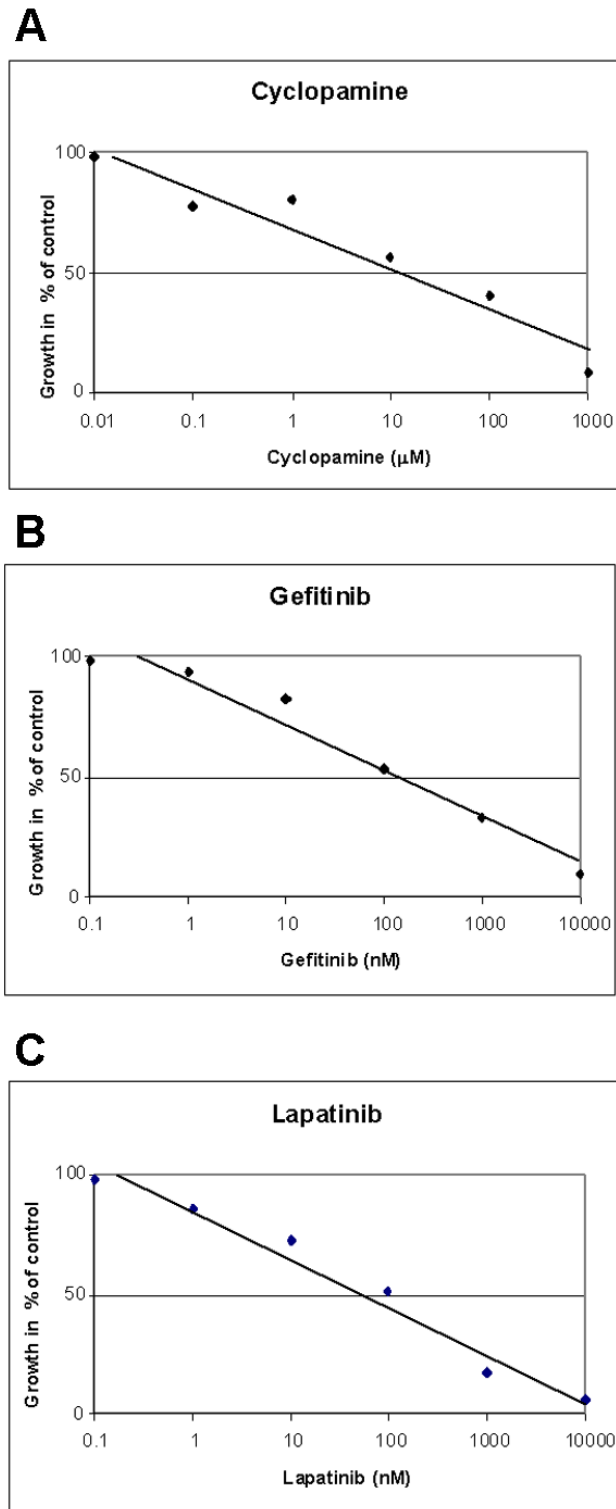 A
Cyclopamine
Growth in % of control
100
50
0
0.01 0.1 1 10 100 1000
Cyclopamine (μM)
B
Gefitinib
Growth in % of control
100
50
0
0.1 1 10 100 1000 10000
Gefitinib (nM)
C
Lapatinib
Growth in % of control
100
50
0
0.1 1 10 100 1000 10000
Lapatinib (nM)